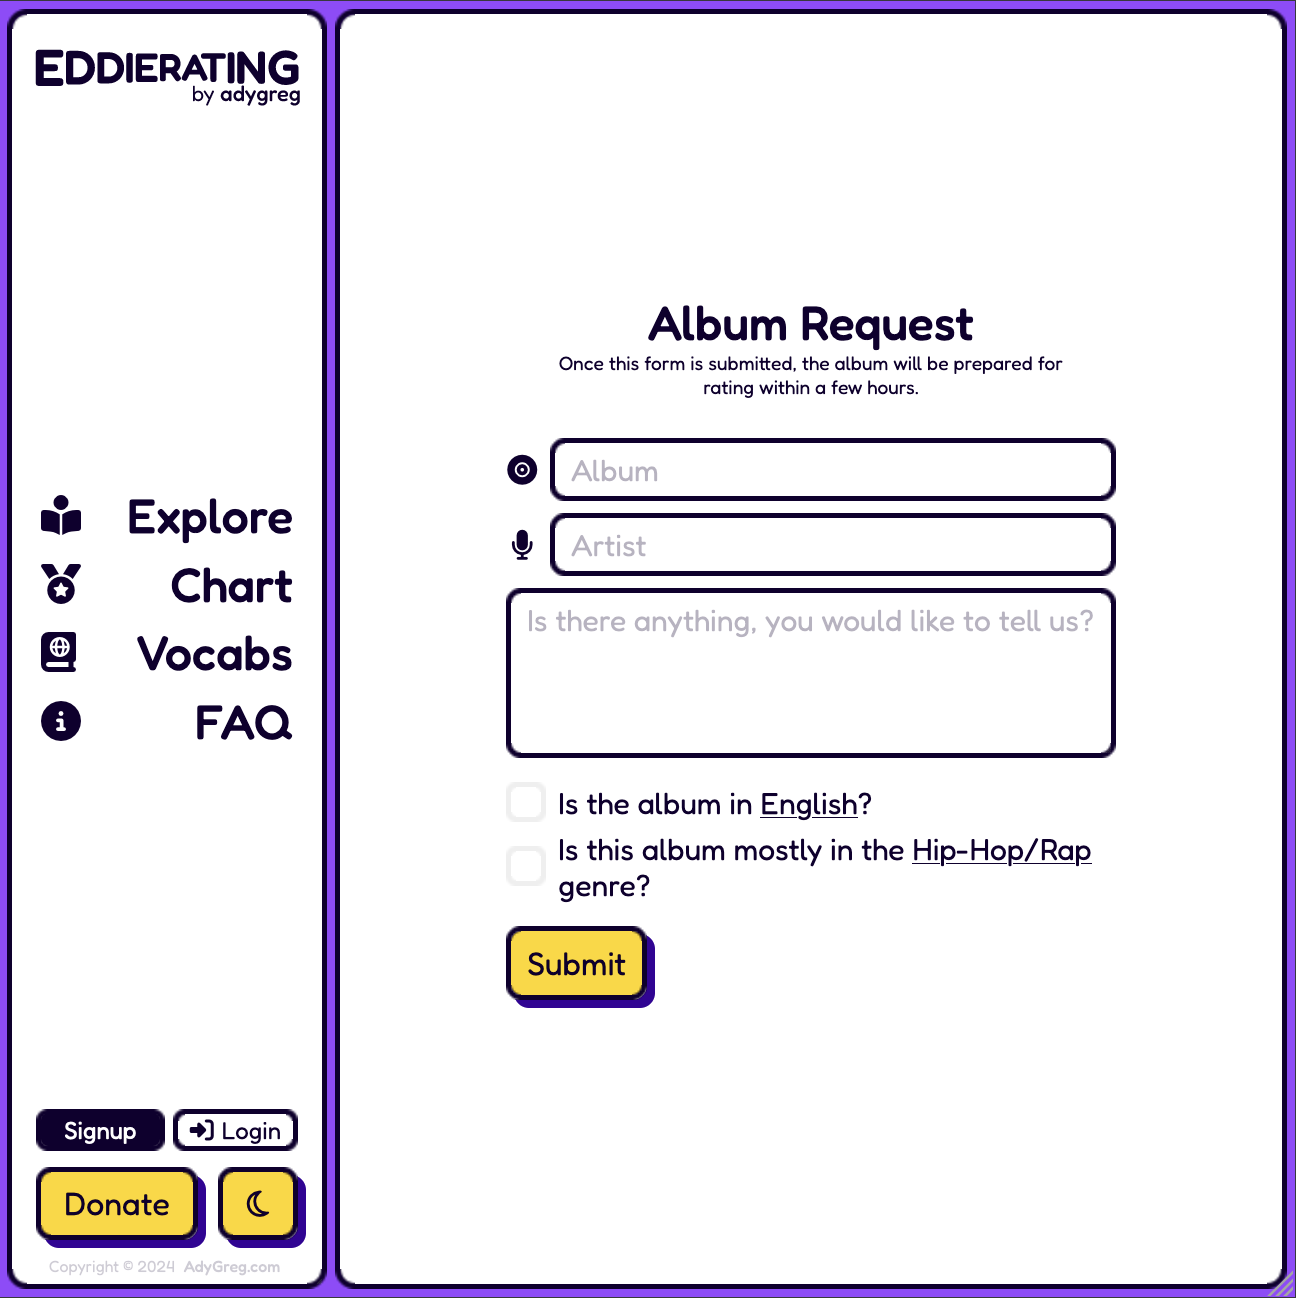 EDDIERATING
by adygreg
Explore
Chart
Vocabs
FAQ
Signup
Login
Donate
Copyright © 2024 AdyGreg.com
Album Request
Once this form is submitted, the album will be prepared for
rating within a few hours.
Album
Artist
Is there anything, you would like to tell us?
Is the album in English?
Is this album mostly in the Hip-Hop/Rap
genre?
Submit